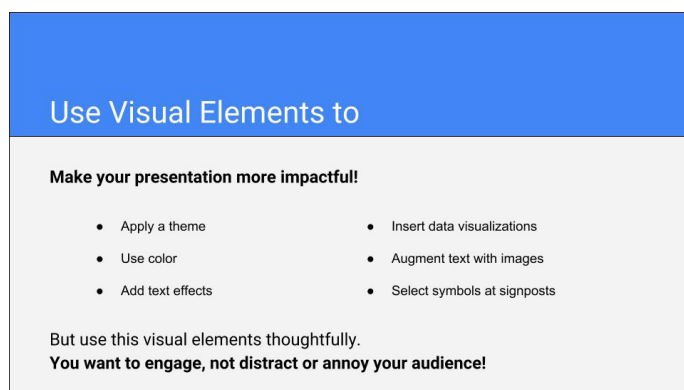 Use Visual Elements to
Make your presentation more impactful!
● Apply a theme
● Use color
● Add text effects
● Insert data visualizations
● Augment text with images
● Select symbols at signposts
But use this visual elements thoughtfully.
You want to engage, not distract or annoy your audience!